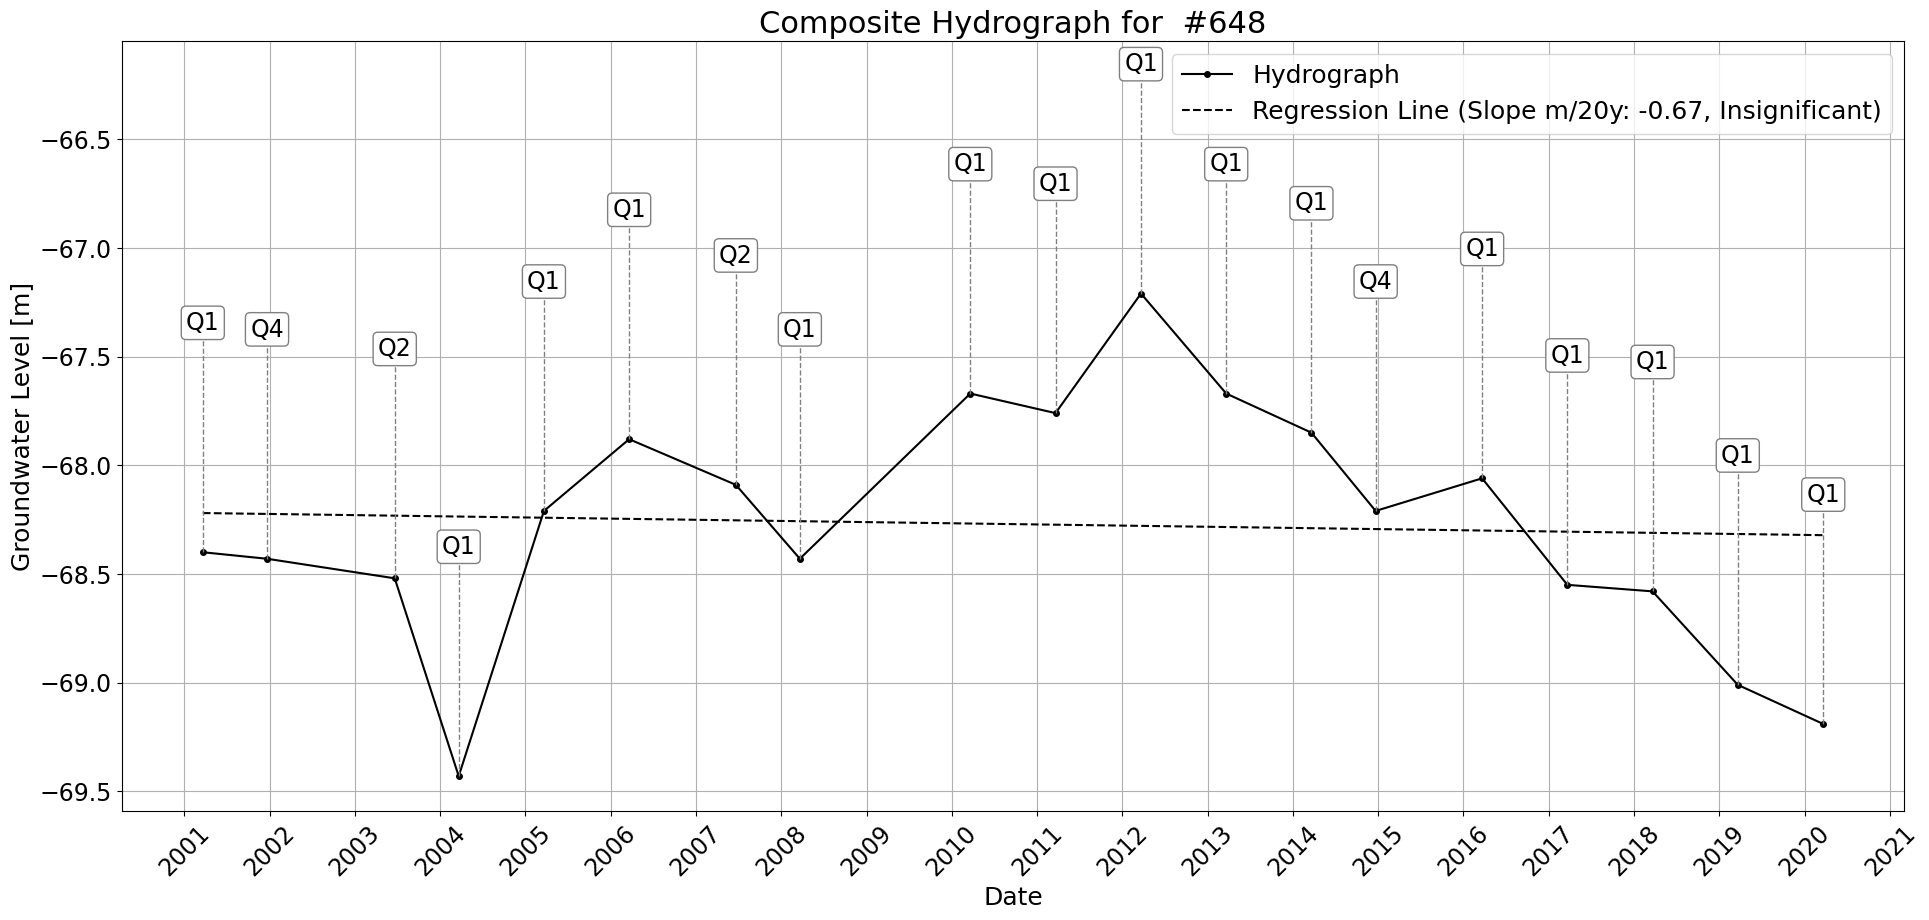 Composite Hydrograph for  #648
Hydrograph
Regression Line (Slope m/20y: -0.67, Insignificant)
Groundwater Level [m]
−66.5
−67.0
−67.5
−68.0
−68.5
−69.0
−69.5
Q1
Q4
Q2
Q1
Q1
Q1
Q2
Q1
Q1
Q1
Q1
Q1
Q1
Q4
Q1
Q1
Q1
Q1
Q1
2001
2002
2003
2004
2005
2006
2007
2008
2009
2010
2011
2012
2013
2014
2015
2016
2017
2018
2019
2020
2021
Date